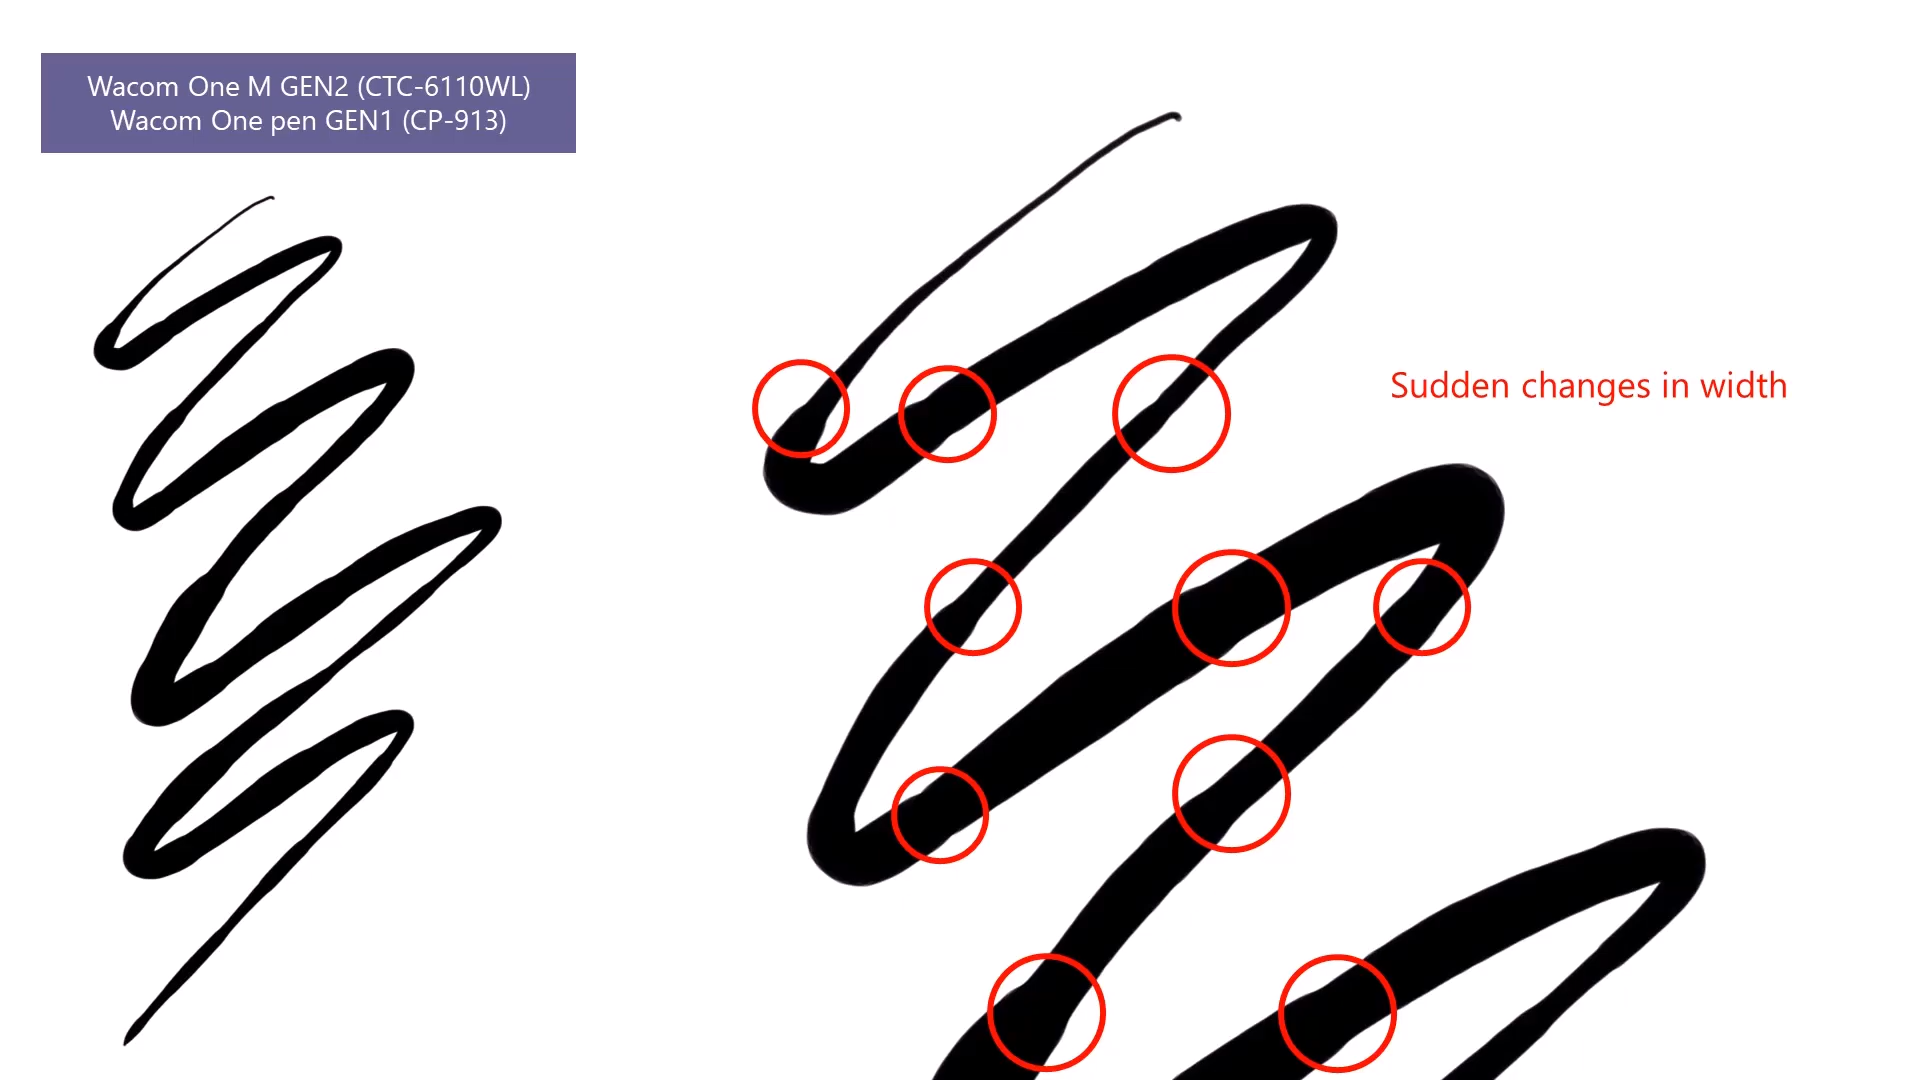 Wacom One M GEN2 (CTC-6110WL)
Wacom One pen GEN1 (CP-913)
Sudden changes in width